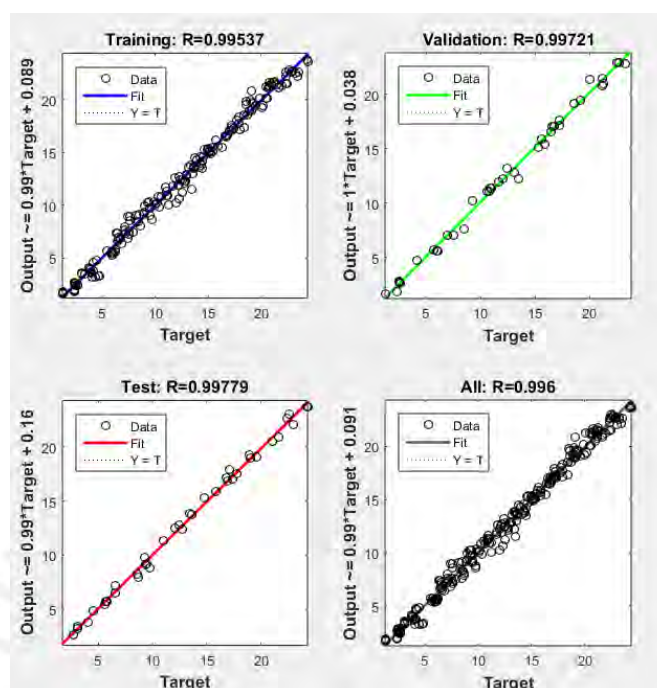 Training: R=0.99537
Output ~= 0.99*Target + 0.089
Data
Fit
Y = T
20
15
10
5
5
10
15
20
Target
Validation: R=0.99721
Output ~= 1*Target + 0.038
Data
Fit
Y = T
20
15
10
5
5
10
15
20
Target
Test: R=0.99779
Output ~= 0.99*Target + 0.16
Data
Fit
Y = T
20
15
10
5
5
10
15
20
Target
All: R=0.996
Output ~= 0.99*Target + 0.091
Data
Fit
Y = T
20
15
10
5
5
10
15
20
Target